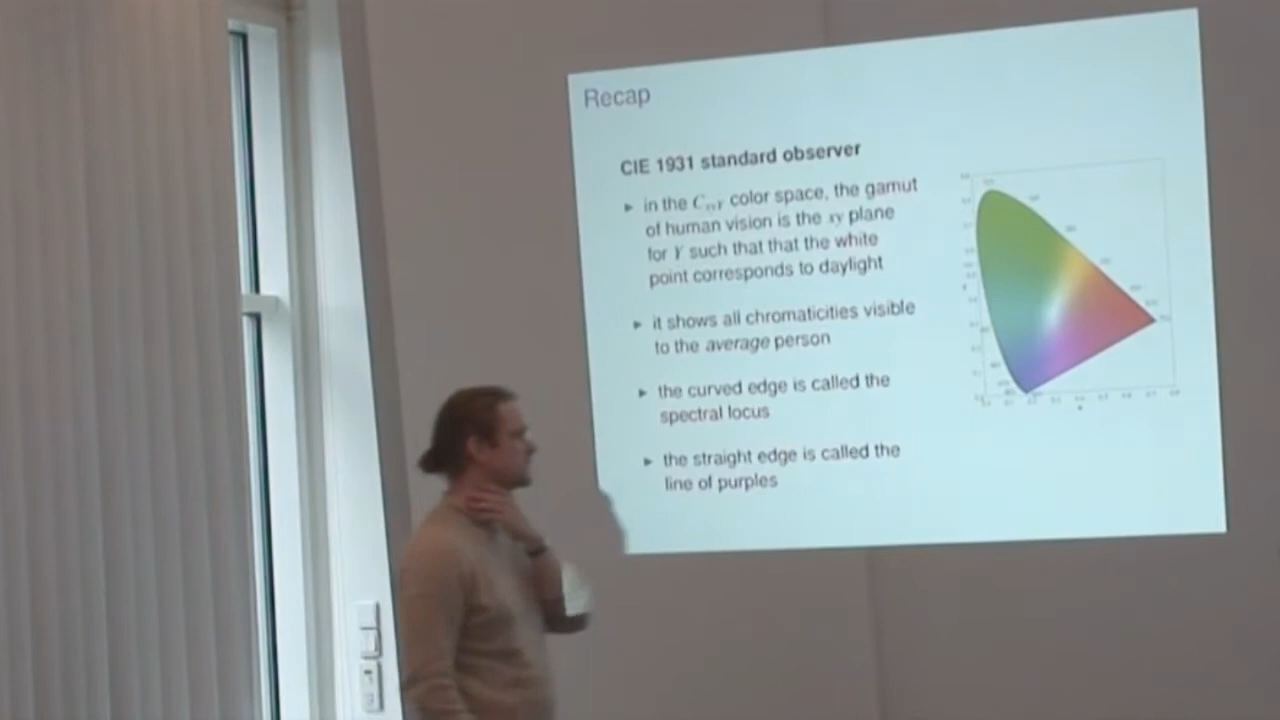 Recap
CIE 1931 standard observer
▸ in the CxyY color space, the gamut
of human vision is the xy plane
for Y such that that the white
point corresponds to daylight
▸ it shows all chromaticities visible
to the average person
▸ the curved edge is called the
spectral locus
▸ the straight edge is called the
line of purples